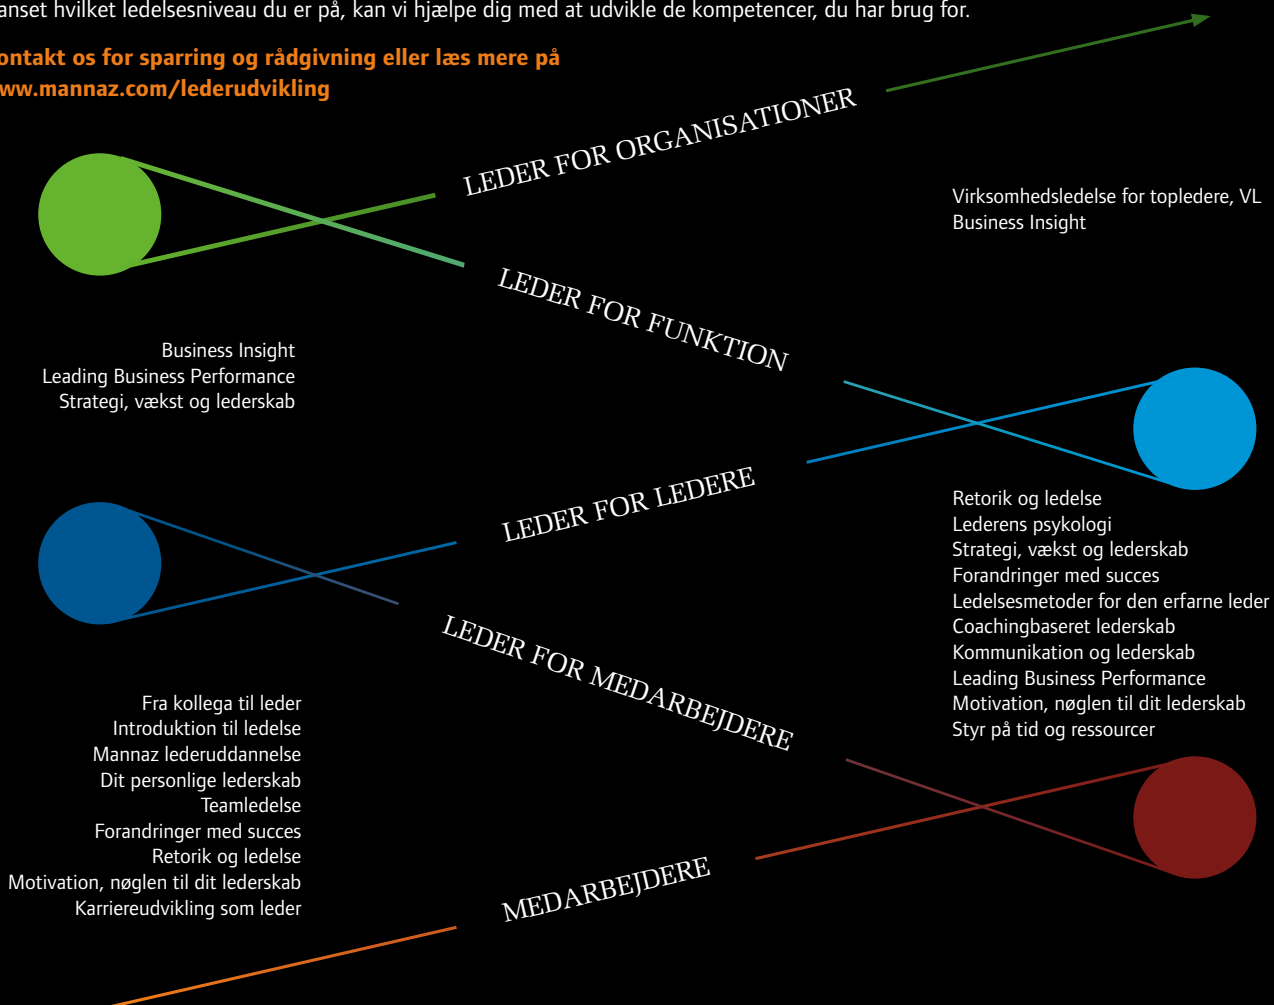 anset hvilket ledelsesniveau du er på, kan vi hjælpe dig med at udvikle de kompetencer, du har brug for.
ontakt os for sparring og rådgivning eller læs mere på
ww.mannaz.com/lederudvikling
LEDER FOR ORGANISATIONER
Virksomhedsledelse for topledere, VL
Business Insight
LEDER FOR FUNKTION
Business Insight
Leading Business Performance
Strategi, vækst og lederskab
LEDER FOR LEDERE
Retorik og ledelse
Lederens psykologi
Strategi, vækst og lederskab
Forandringer med succes
Ledelsesmetoder for den erfarne leder
Coachingbaseret lederskab
Kommunikation og lederskab
Leading Business Performance
Motivation, nøglen til dit lederskab
Styr på tid og ressourcer
LEDER FOR MEDARBEJDERE
Fra kollega til leder
Introduktion til ledelse
Mannaz lederuddannelse
Dit personlige lederskab
Teamledelse
Forandringer med succes
Retorik og ledelse
Motivation, nøglen til dit lederskab
Karriereudvikling som leder
MEDARBEJDERE